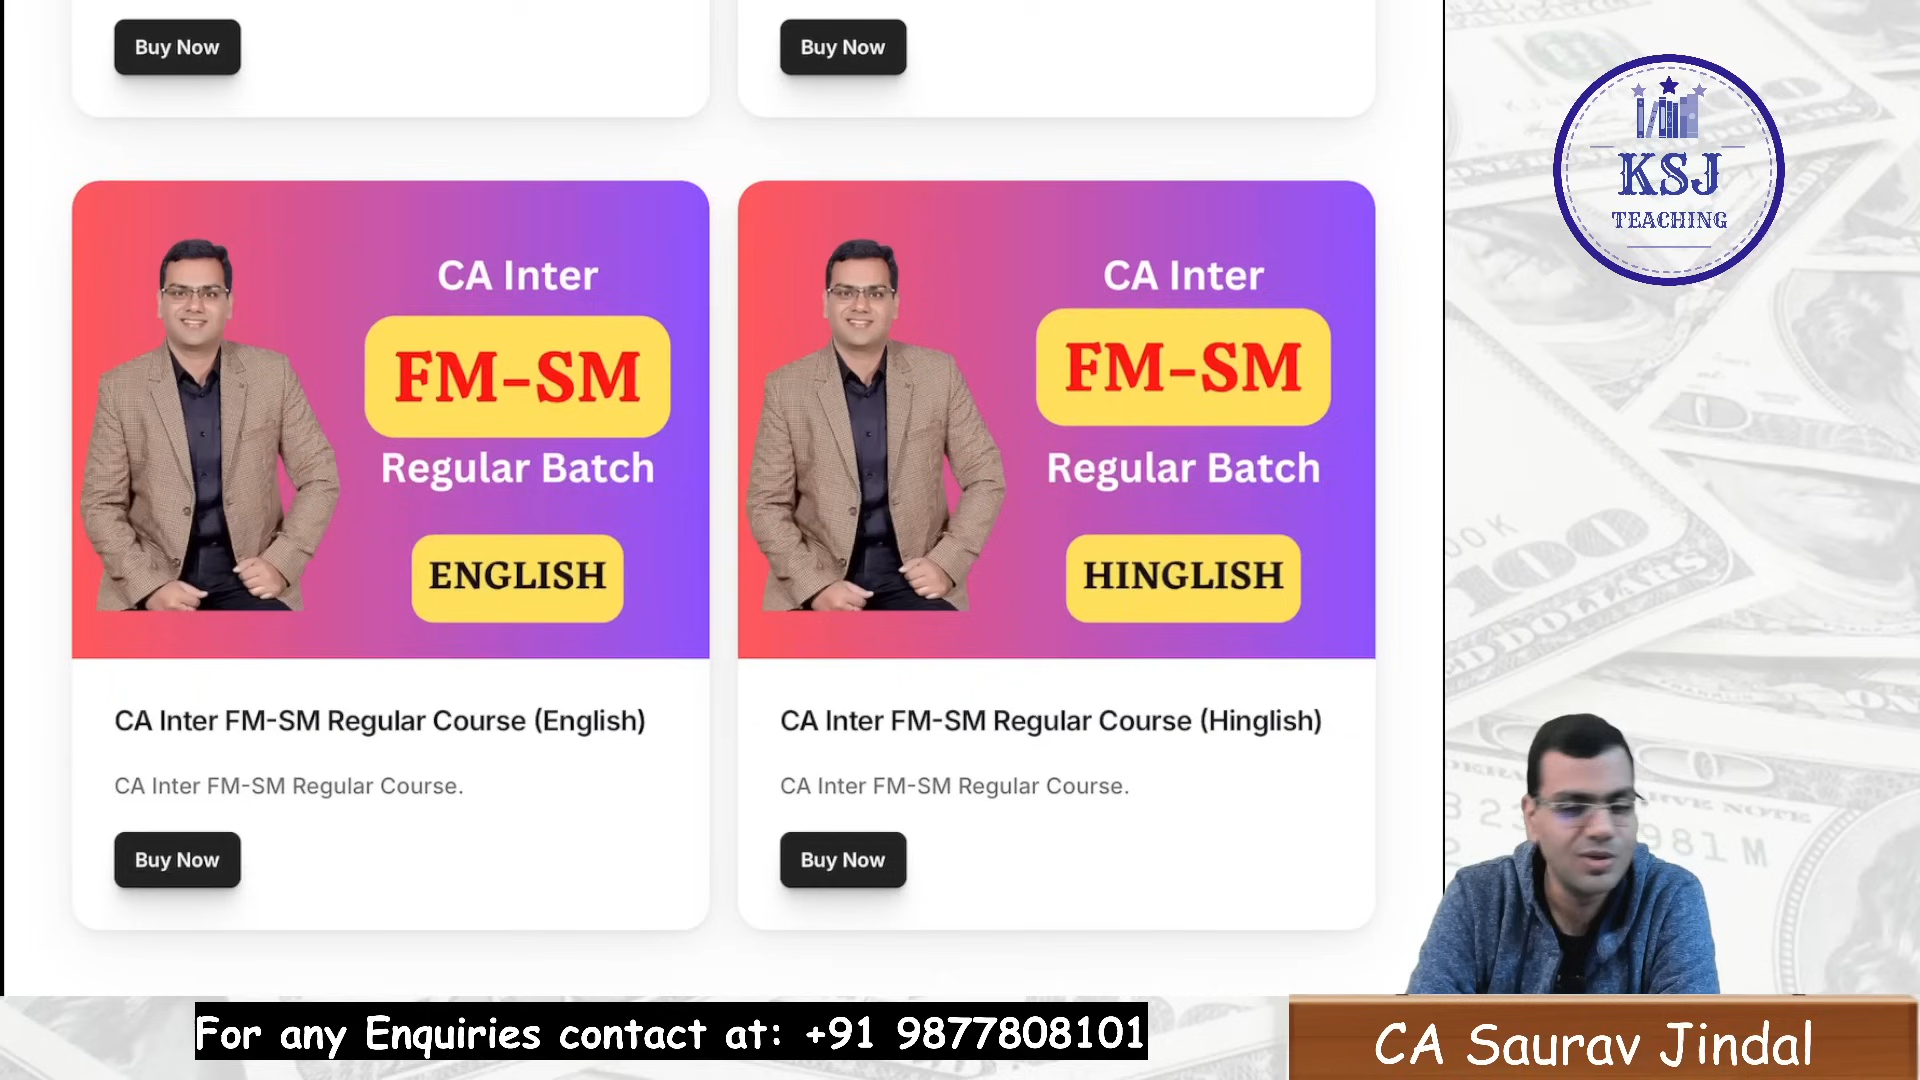 Buy Now
Buy Now
KSJ
TEACHING
CA Inter
FM-SM
Regular Batch
ENGLISH
CA Inter
FM-SM
Regular Batch
HINGLISH
CA Inter FM-SM Regular Course (English)
CA Inter FM-SM Regular Course.
Buy Now
CA Inter FM-SM Regular Course (Hinglish)
CA Inter FM-SM Regular Course.
Buy Now
For any Enquiries contact at: +91 9877808101
CA Saurav Jindal